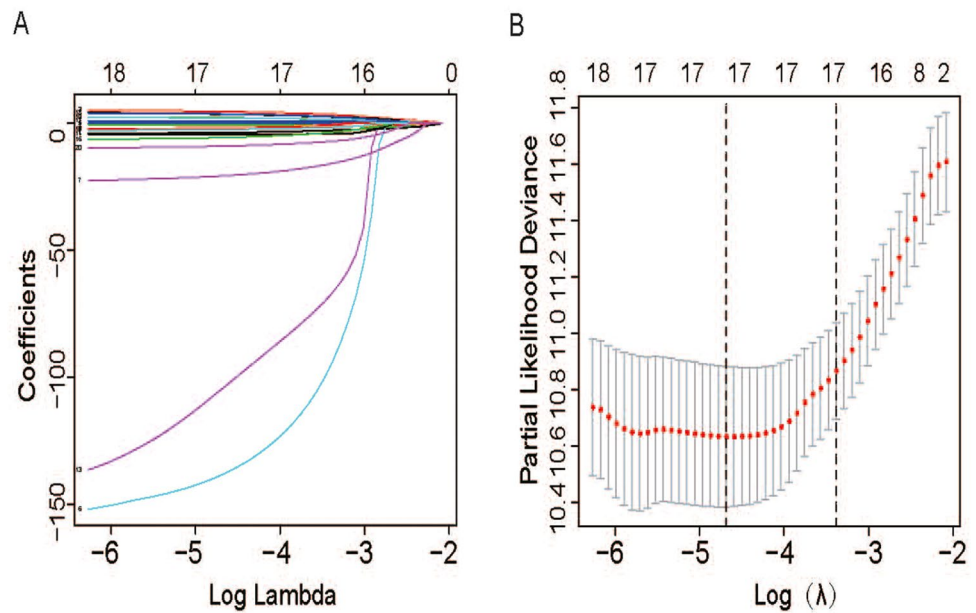 A
18 17 17 16 0
Coefficients
0
−50
−100
−150
−6 −5 −4 −3 −2
Log Lambda
B
18 17 17 17 17 17 16 8 2
Partial Likelihood Deviance
11.8
11.6
11.4
11.2
11.0
10.8
10.6
10.4
−6 −5 −4 −3 −2
Log (λ)